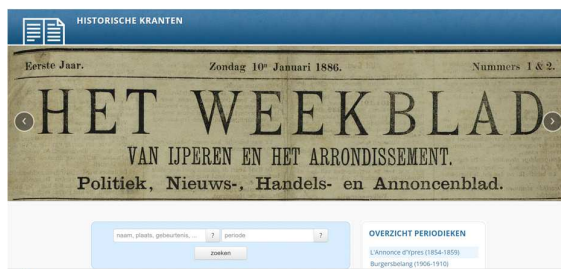 HISTORISCHE KRANTEN
Eerste Jaar. Zondag 10ⁿ Januari 1886. Nummers 1 & 2.
HET WEEKBLAD
VAN IJPEREN EN HET ARRONDISSEMENT.
Politiek, Nieuws-, Handels- en Annoncenblad.
naam, plaats, gebeurtenis, ... ? periode ?
zoeken
OVERZICHT PERIODIEKEN
L'Annonce d'Ypres (1854-1859)
Burgersbelang (1906-1910)